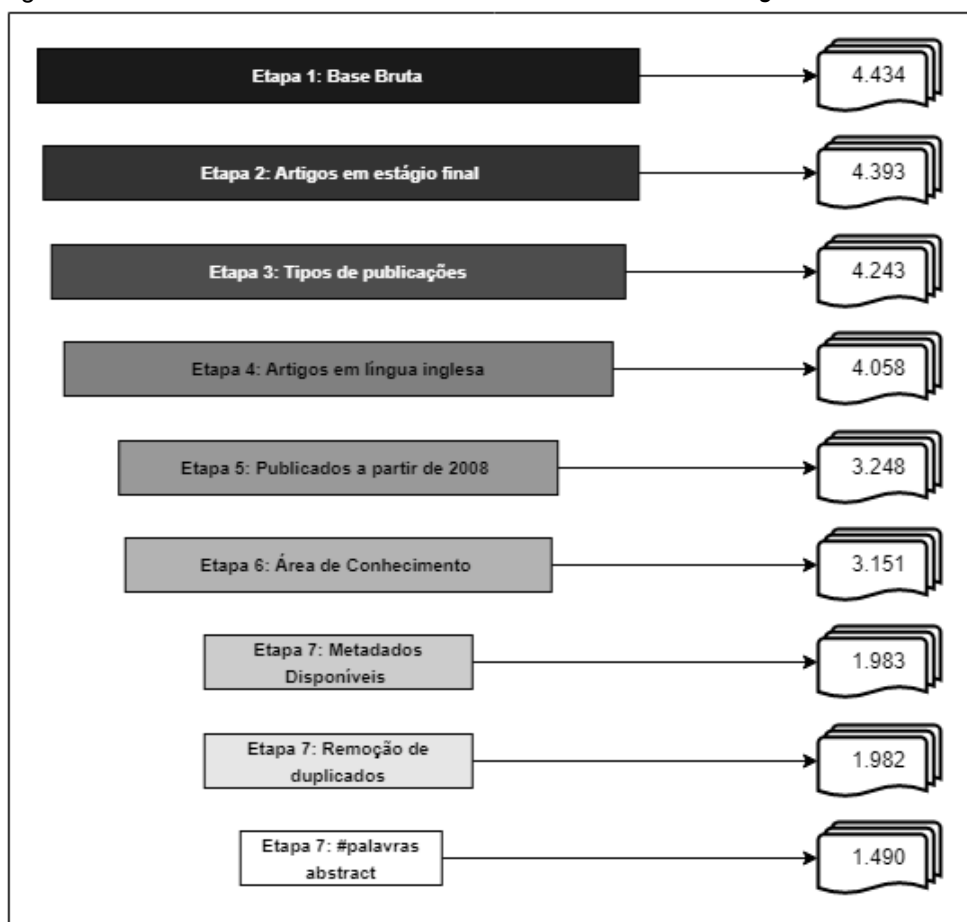 Etapa 1: Base Bruta
4.434
Etapa 2: Artigos em estágio final
4.393
Etapa 3: Tipos de publicações
4.243
Etapa 4: Artigos em língua inglesa
4.058
Etapa 5: Publicados a partir de 2008
3.248
Etapa 6: Área de Conhecimento
3.151
Etapa 7: Metadados
Disponíveis
1.983
Etapa 7: Remoção de
duplicados
1.982
Etapa 7: #palavras
abstract
1.490